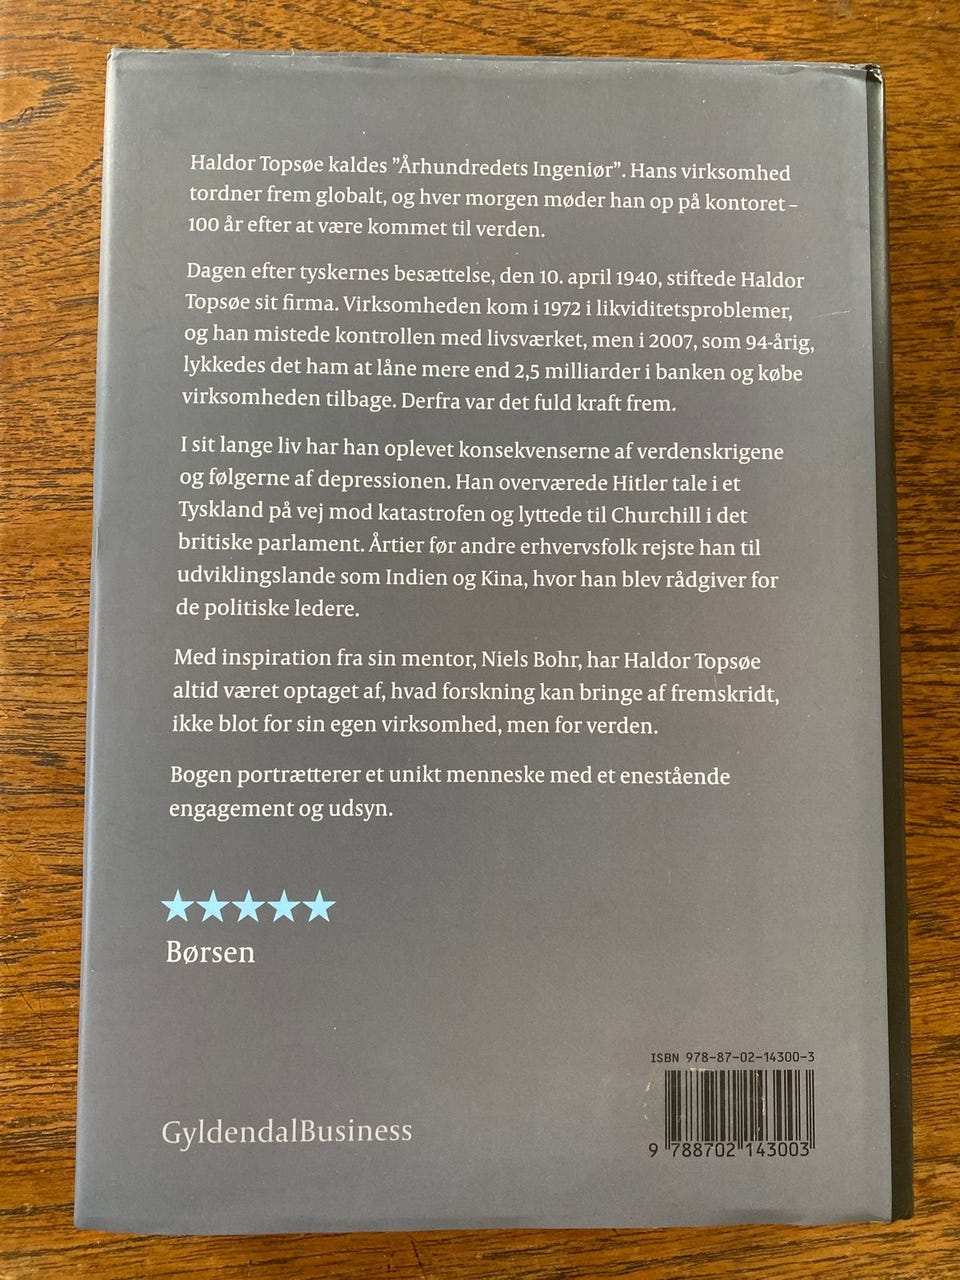 Haldor Topsøe kaldes ”Århundredets Ingeniør”. Hans virksomhed
tordner frem globalt, og hver morgen møder han op på kontoret –
100 år efter at være kommet til verden.
Dagen efter tyskernes besættelse, den 10. april 1940, stiftede Haldor
Topsøe sit firma. Virksomheden kom i 1972 i likviditetsproblemer,
og han mistede kontrollen med livsværket, men i 2007, som 94-årig,
lykkedes det ham at låne mere end 2,5 milliarder i banken og købe
virksomheden tilbage. Derfra var det fuld kraft frem.
I sit lange liv har han oplevet konsekvenserne af verdenskrigene
og følgerne af depressionen. Han overværede Hitler tale i et
Tyskland på vej mod katastrofen og lyttede til Churchill i det
britiske parlament. Årtier før andre erhvervsfolk rejste han til
udviklingslande som Indien og Kina, hvor han blev rådgiver for
de politiske ledere.
Med inspiration fra sin mentor, Niels Bohr, har Haldor Topsøe
altid været optaget af, hvad forskning kan bringe af fremskridt,
ikke blot for sin egen virksomhed, men for verden.
Bogen portrætterer et unikt menneske med et enestående
engagement og udsyn.
★★★★★
Børsen
ISBN 978-87-02-14300-3
GyldendalBusiness
9 788702 143003